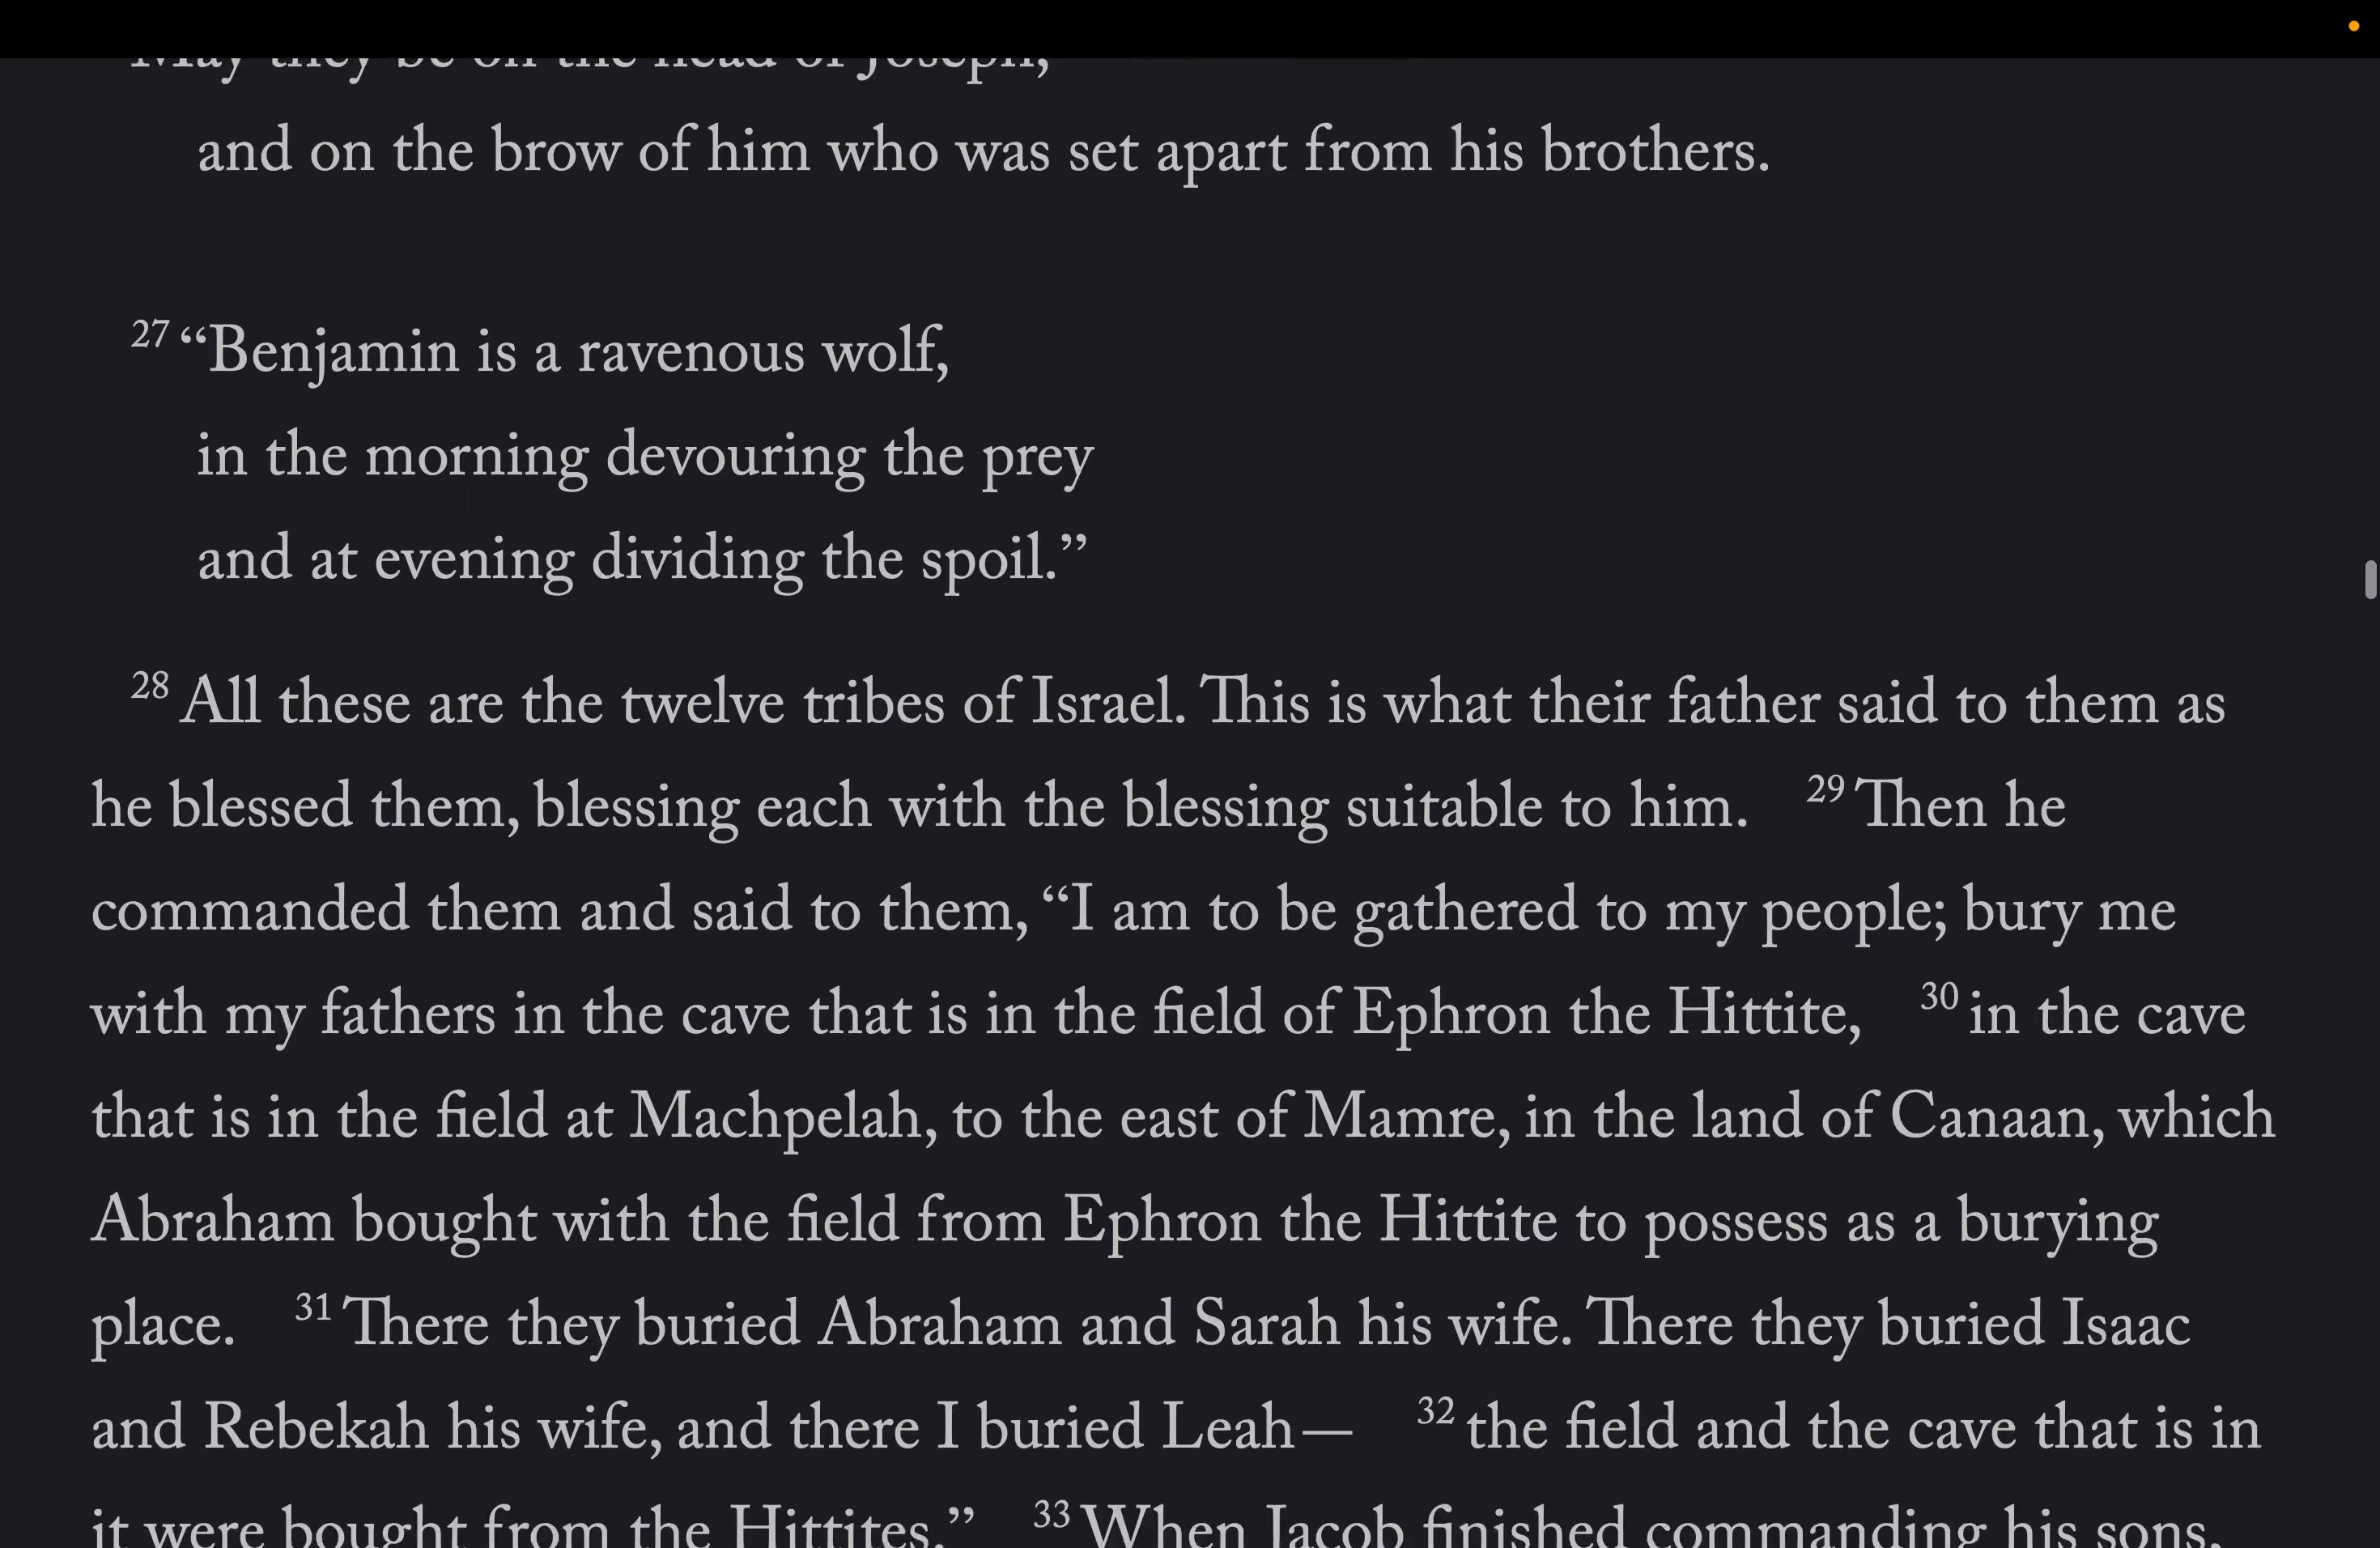 May they be on the head of Joseph,
and on the brow of him who was set apart from his brothers.
27 “Benjamin is a ravenous wolf,
in the morning devouring the prey
and at evening dividing the spoil.”
28 All these are the twelve tribes of Israel. This is what their father said to them as
he blessed them, blessing each with the blessing suitable to him. 29 Then he
commanded them and said to them, “I am to be gathered to my people; bury me
with my fathers in the cave that is in the field of Ephron the Hittite, 30 in the cave
that is in the field at Machpelah, to the east of Mamre, in the land of Canaan, which
Abraham bought with the field from Ephron the Hittite to possess as a burying
place. 31 There they buried Abraham and Sarah his wife. There they buried Isaac
and Rebekah his wife, and there I buried Leah— 32 the field and the cave that is in
it were bought from the Hittites.” 33 When Jacob finished commanding his sons,